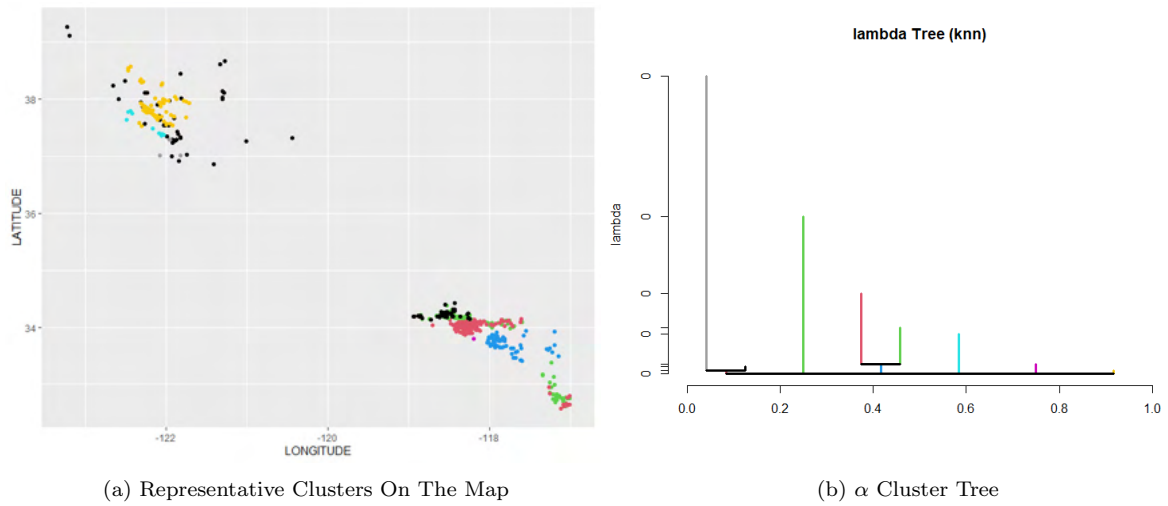 38
36
34
LATITUDE
-122
-120
-118
LONGITUDE
(a) Representative Clusters On The Map
lambda Tree (knn)
lambda
0
0
0
0
0
0.0
0.2
0.4
0.6
0.8
1.0
(b) α Cluster Tree